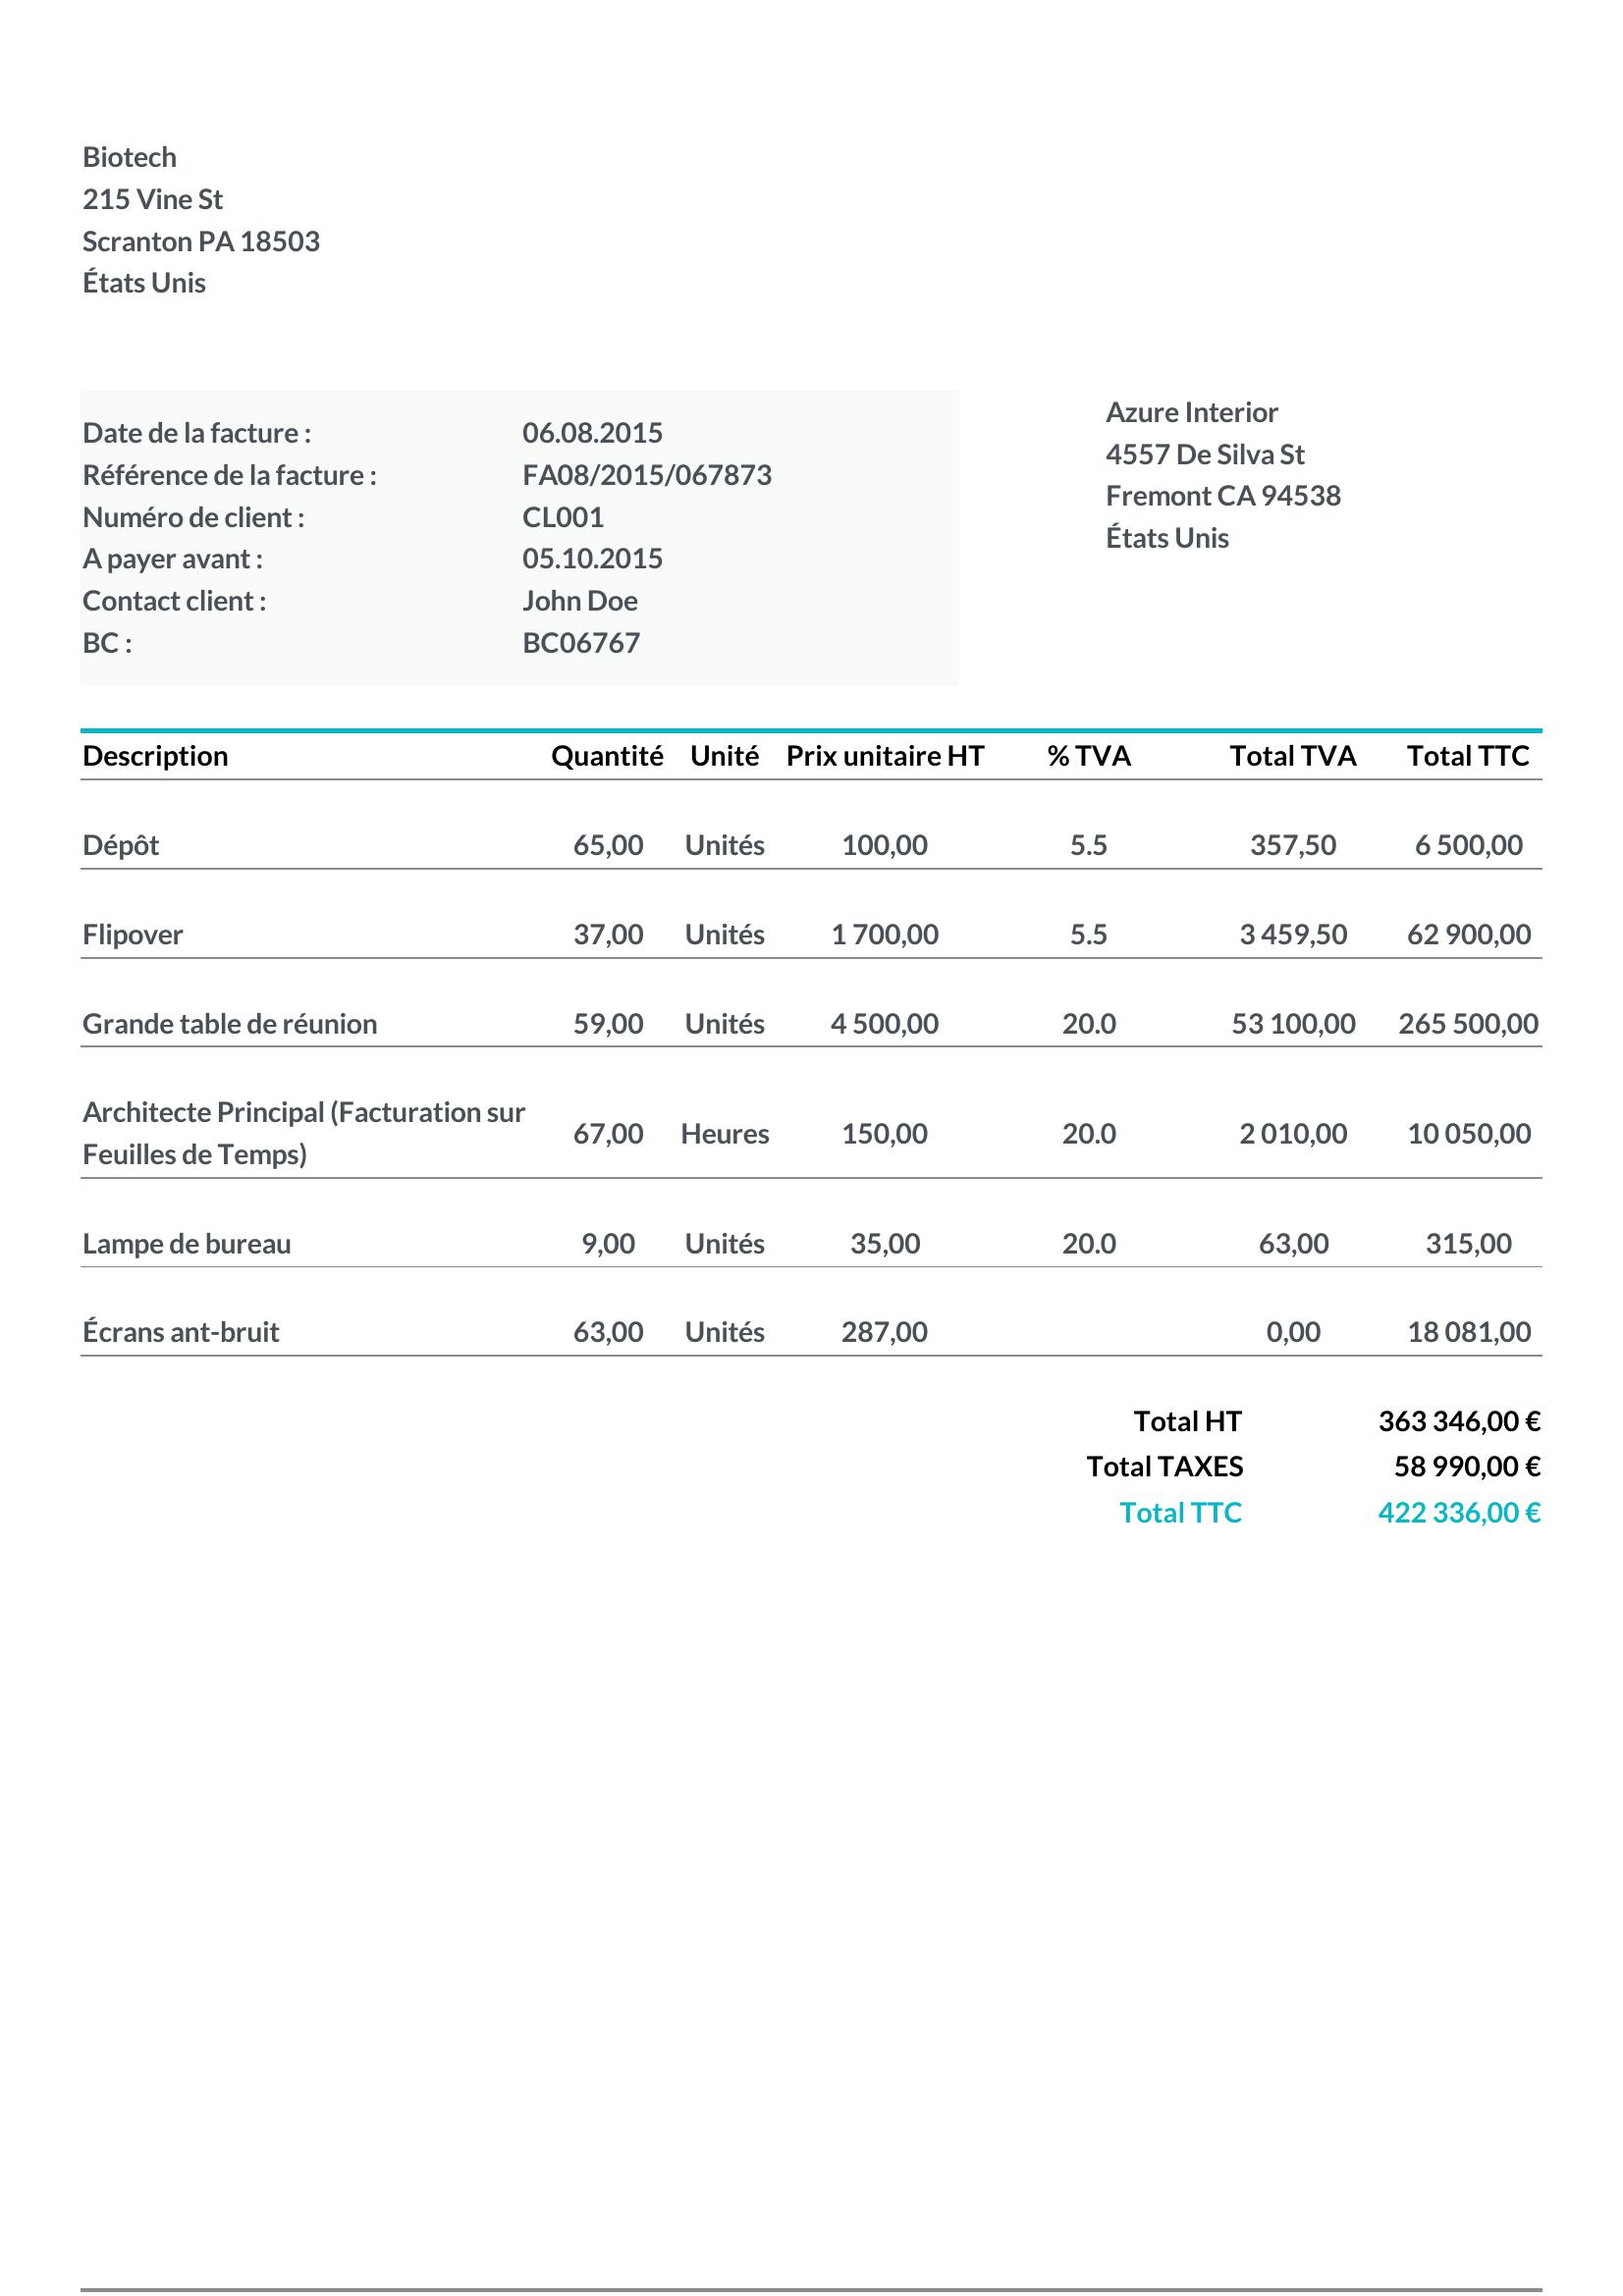 Biotech
215 Vine St
Scranton PA 18503
États Unis
Date de la facture : 06.08.2015
Référence de la facture : FA08/2015/067873
Numéro de client : CL001
A payer avant : 05.10.2015
Contact client : John Doe
BC : BC06767
Azure Interior
4557 De Silva St
Fremont CA 94538
États Unis
Description Quantité Unité Prix unitaire HT % TVA Total TVA Total TTC
Dépôt 65,00 Unités 100,00 5.5 357,50 6 500,00
Flipover 37,00 Unités 1 700,00 5.5 3 459,50 62 900,00
Grande table de réunion 59,00 Unités 4 500,00 20.0 53 100,00 265 500,00
Architecte Principal (Facturation sur
Feuilles de Temps) 67,00 Heures 150,00 20.0 2 010,00 10 050,00
Lampe de bureau 9,00 Unités 35,00 20.0 63,00 315,00
Écrans ant-bruit 63,00 Unités 287,00 0,00 18 081,00
Total HT 363 346,00 €
Total TAXES 58 990,00 €
Total TTC 422 336,00 €